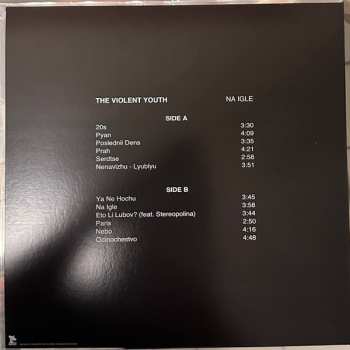 THE VIOLENT YOUTH NA IGLE
SIDE A
20s 3:30
Pyan 4:09
Poslednii Dens 3:35
Prah 4:21
Serdtse 2:58
Nenavizhu - Lyublyu 3:51
SIDE B
Ya Ne Hochu 3:45
Na Igle 3:58
Eto Li Lubov? (feat. Stereopolina) 3:44
Paris 2:50
Nebo 4:16
Odinochestvo 4:48